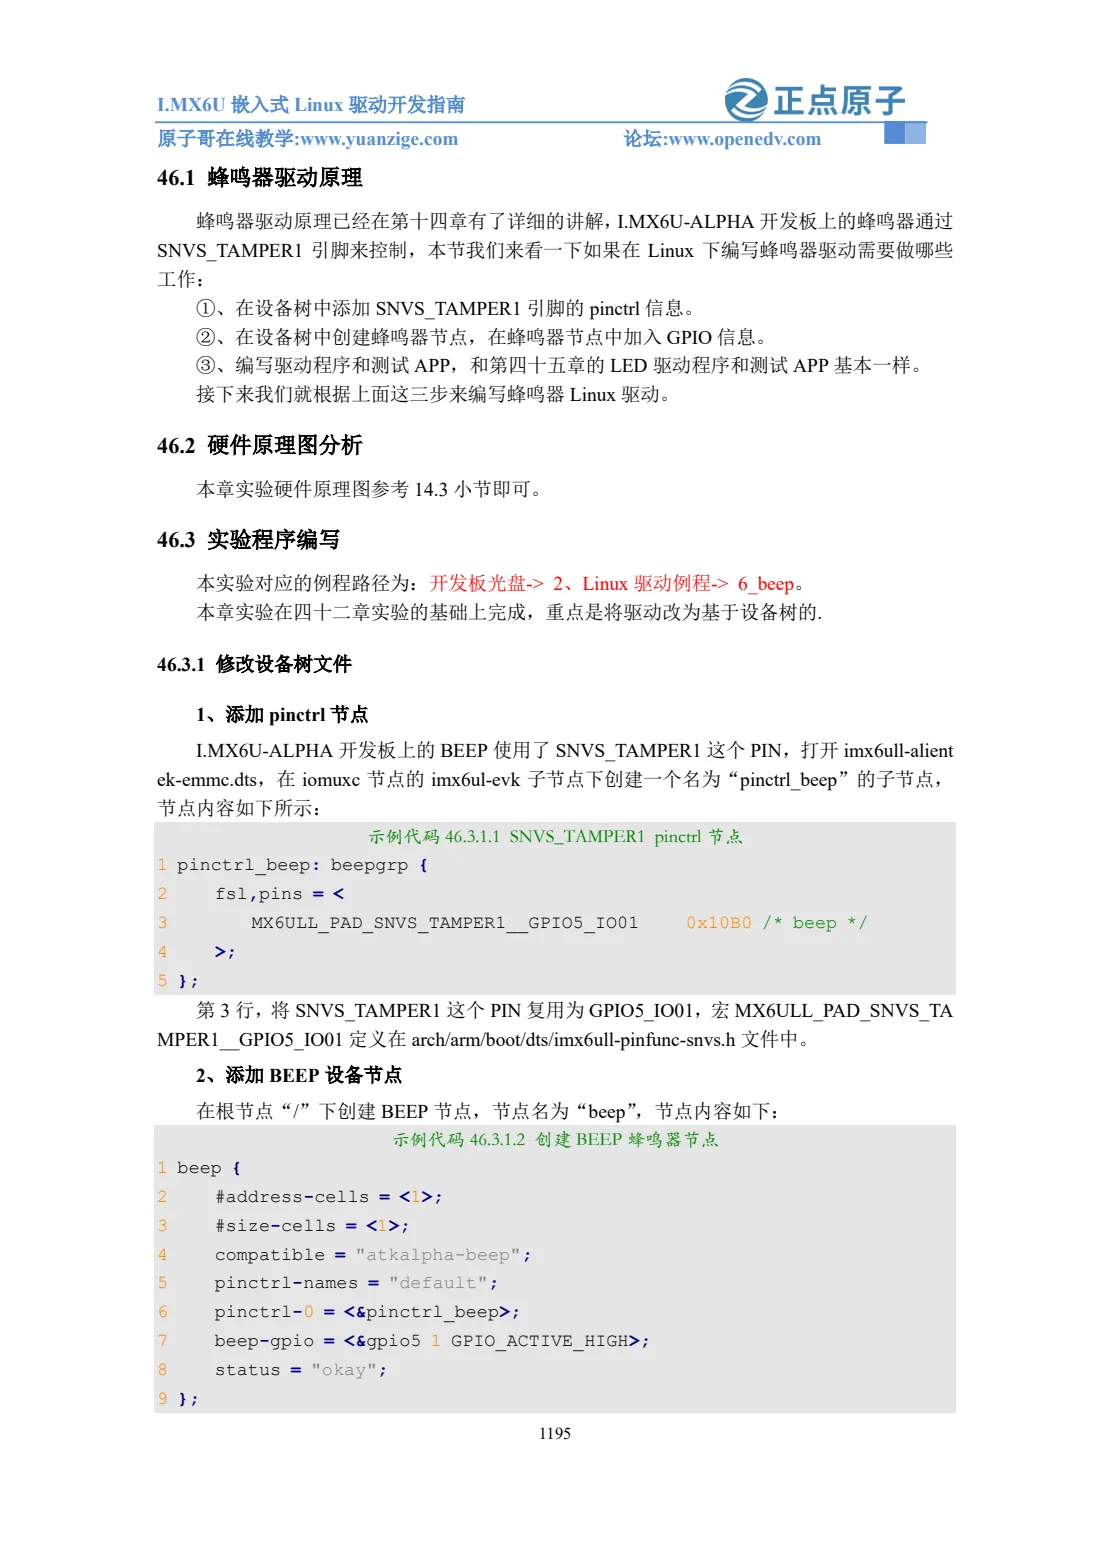 I.MX6U 嵌入式 Linux 驱动开发指南
正点原子
原子哥在线教学:www.yuanzige.com 论坛:www.openedv.com
46.1 蜂鸣器驱动原理
蜂鸣器驱动原理已经在第十四章有了详细的讲解，I.MX6U-ALPHA 开发板上的蜂鸣器通过
SNVS_TAMPER1 引脚来控制，本节我们来看一下如果在 Linux 下编写蜂鸣器驱动需要做哪些
工作：
①、在设备树中添加 SNVS_TAMPER1 引脚的 pinctrl 信息。
②、在设备树中创建蜂鸣器节点，在蜂鸣器节点中加入 GPIO 信息。
③、编写驱动程序和测试 APP，和第四十五章的 LED 驱动程序和测试 APP 基本一样。
接下来我们就根据上面这三步来编写蜂鸣器 Linux 驱动。
46.2 硬件原理图分析
本章实验硬件原理图参考 14.3 小节即可。
46.3 实验程序编写
本实验对应的例程路径为：开发板光盘-> 2、Linux 驱动例程-> 6_beep。
本章实验在四十二章实验的基础上完成，重点是将驱动改为基于设备树的.
46.3.1 修改设备树文件
1、添加 pinctrl 节点
I.MX6U-ALPHA 开发板上的 BEEP 使用了 SNVS_TAMPER1 这个 PIN，打开 imx6ull-alient
ek-emmc.dts，在 iomuxc 节点的 imx6ul-evk 子节点下创建一个名为“pinctrl_beep”的子节点，
节点内容如下所示：
示例代码 46.3.1.1 SNVS_TAMPER1 pinctrl 节点
1 pinctrl_beep: beepgrp {
2 fsl,pins = <
3 MX6ULL_PAD_SNVS_TAMPER1__GPIO5_IO01 0x10B0 /* beep */
4 >;
5 };
第 3 行，将 SNVS_TAMPER1 这个 PIN 复用为 GPIO5_IO01，宏 MX6ULL_PAD_SNVS_TA
MPER1__GPIO5_IO01 定义在 arch/arm/boot/dts/imx6ull-pinfunc-snvs.h 文件中。
2、添加 BEEP 设备节点
在根节点“/”下创建 BEEP 节点，节点名为“beep”，节点内容如下：
示例代码 46.3.1.2 创建 BEEP 蜂鸣器节点
1 beep {
2 #address-cells = <1>;
3 #size-cells = <1>;
4 compatible = "atkalpha-beep";
5 pinctrl-names = "default";
6 pinctrl-0 = <&pinctrl_beep>;
7 beep-gpio = <&gpio5 1 GPIO_ACTIVE_HIGH>;
8 status = "okay";
9 };
1195